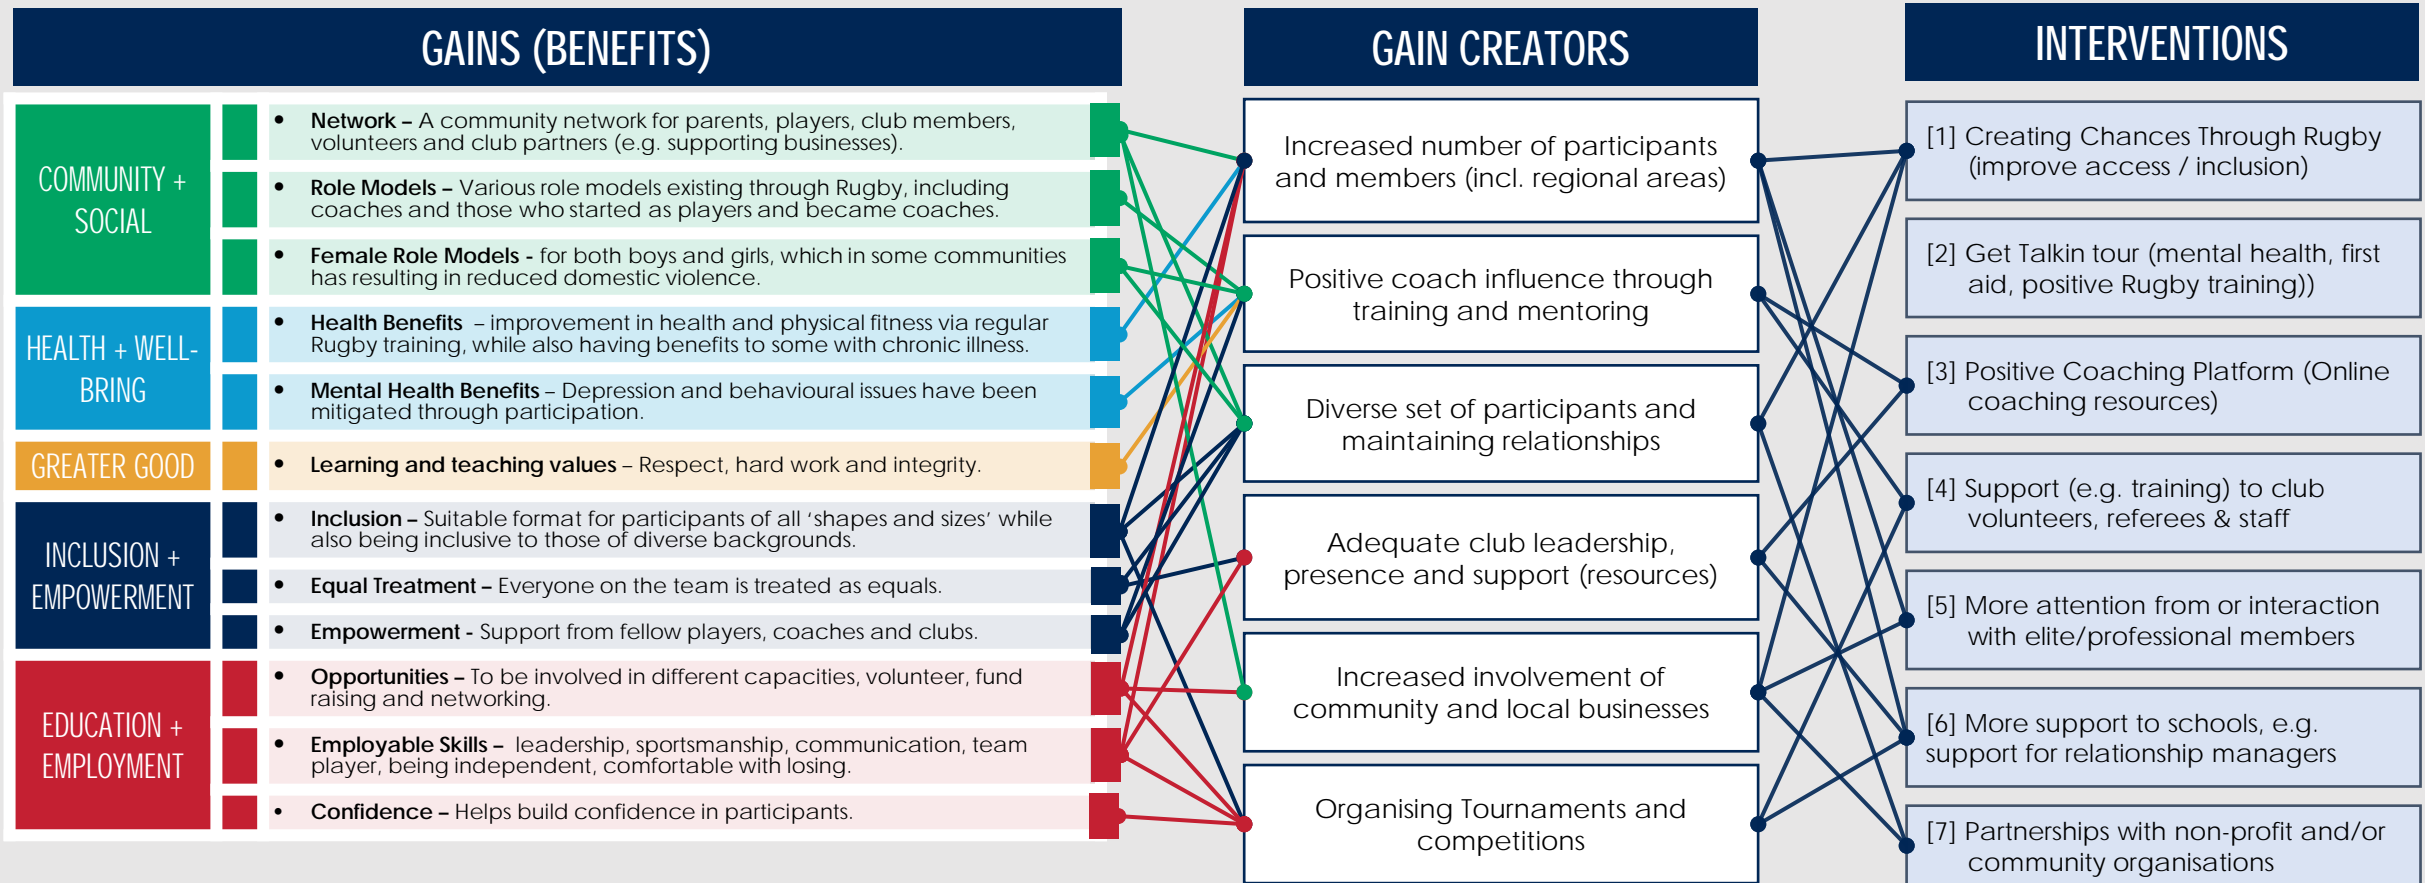 GAINS (BENEFITS)
GAIN CREATORS
INTERVENTIONS
COMMUNITY +
SOCIAL
• Network – A community network for parents, players, club members,
volunteers and club partners (e.g. supporting businesses).
• Role Models – Various role models existing through Rugby, including
coaches and those who started as players and became coaches.
• Female Role Models - for both boys and girls, which in some communities
has resulting in reduced domestic violence.
HEALTH + WELL-
BRING
• Health Benefits – improvement in health and physical fitness via regular
Rugby training, while also having benefits to some with chronic illness.
• Mental Health Benefits – Depression and behavioural issues have been
mitigated through participation.
GREATER GOOD
• Learning and teaching values – Respect, hard work and integrity.
INCLUSION +
EMPOWERMENT
• Inclusion – Suitable format for participants of all ‘shapes and sizes’ while
also being inclusive to those of diverse backgrounds.
• Equal Treatment – Everyone on the team is treated as equals.
• Empowerment - Support from fellow players, coaches and clubs.
EDUCATION +
EMPLOYMENT
• Opportunities – To be involved in different capacities, volunteer, fund
raising and networking.
• Employable Skills – leadership, sportsmanship, communication, team
player, being independent, comfortable with losing.
• Confidence – Helps build confidence in participants.
Increased number of participants
and members (incl. regional areas)
Positive coach influence through
training and mentoring
Diverse set of participants and
maintaining relationships
Adequate club leadership,
presence and support (resources)
Increased involvement of
community and local businesses
Organising Tournaments and
competitions
[1] Creating Chances Through Rugby
(improve access / inclusion)
[2] Get Talkin tour (mental health, first
aid, positive Rugby training))
[3] Positive Coaching Platform (Online
coaching resources)
[4] Support (e.g. training) to club
volunteers, referees & staff
[5] More attention from or interaction
with elite/professional members
[6] More support to schools, e.g.
support for relationship managers
[7] Partnerships with non-profit and/or
community organisations